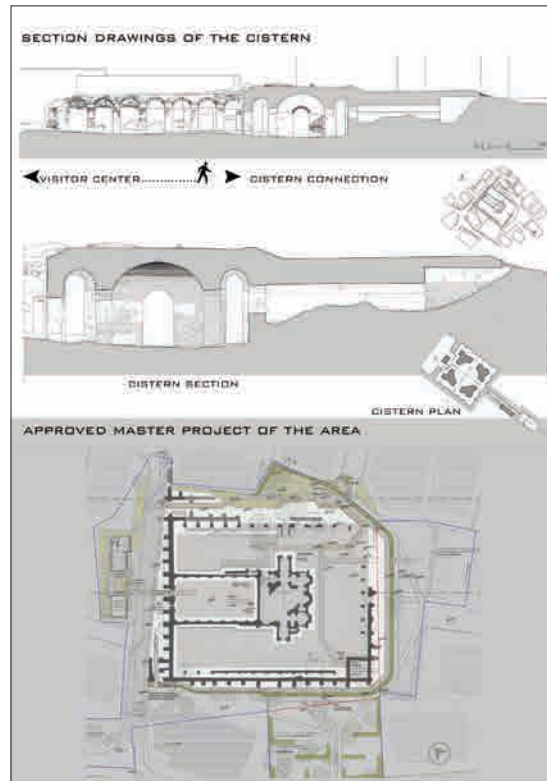 SECTION DRAWINGS OF THE CISTERN
VISITOR CENTER............ CISTERN CONNECTION
CISTERN SECTION
CISTERN PLAN
APPROVED MASTER PROJECT OF THE AREA